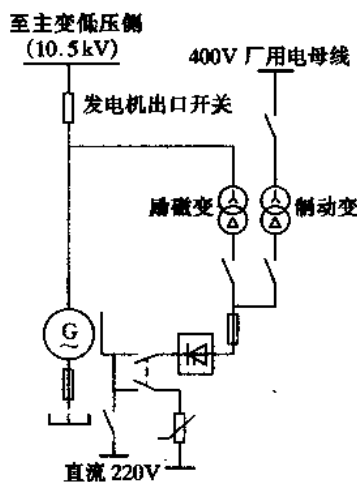 至主变低压侧
(10.5kV)
400V 厂用电母线
发电机出口开关
励磁变
制动变
G
~
直流 220V